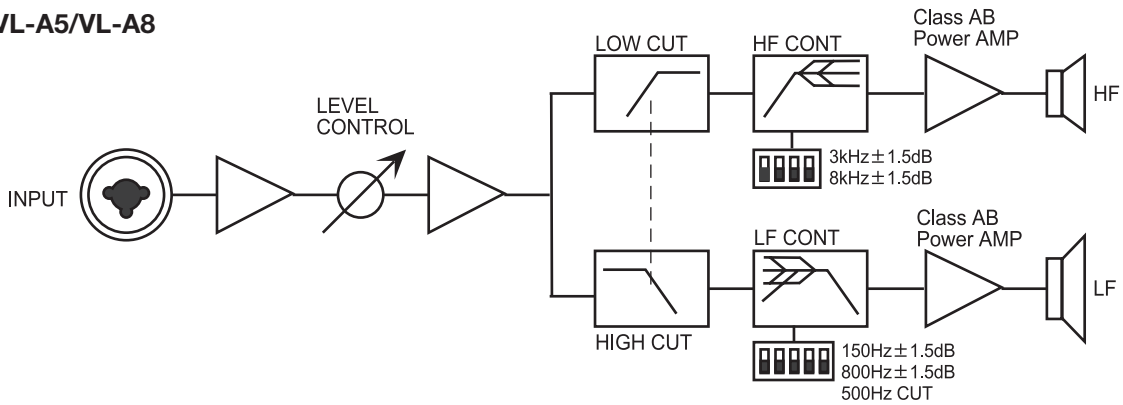 VL-A5/VL-A8
Class AB
Power AMP
LOW CUT
HF CONT
HF
LEVEL
CONTROL
3kHz±1.5dB
8kHz±1.5dB
INPUT
Class AB
Power AMP
LF CONT
LF
HIGH CUT
150Hz±1.5dB
800Hz±1.5dB
500Hz CUT